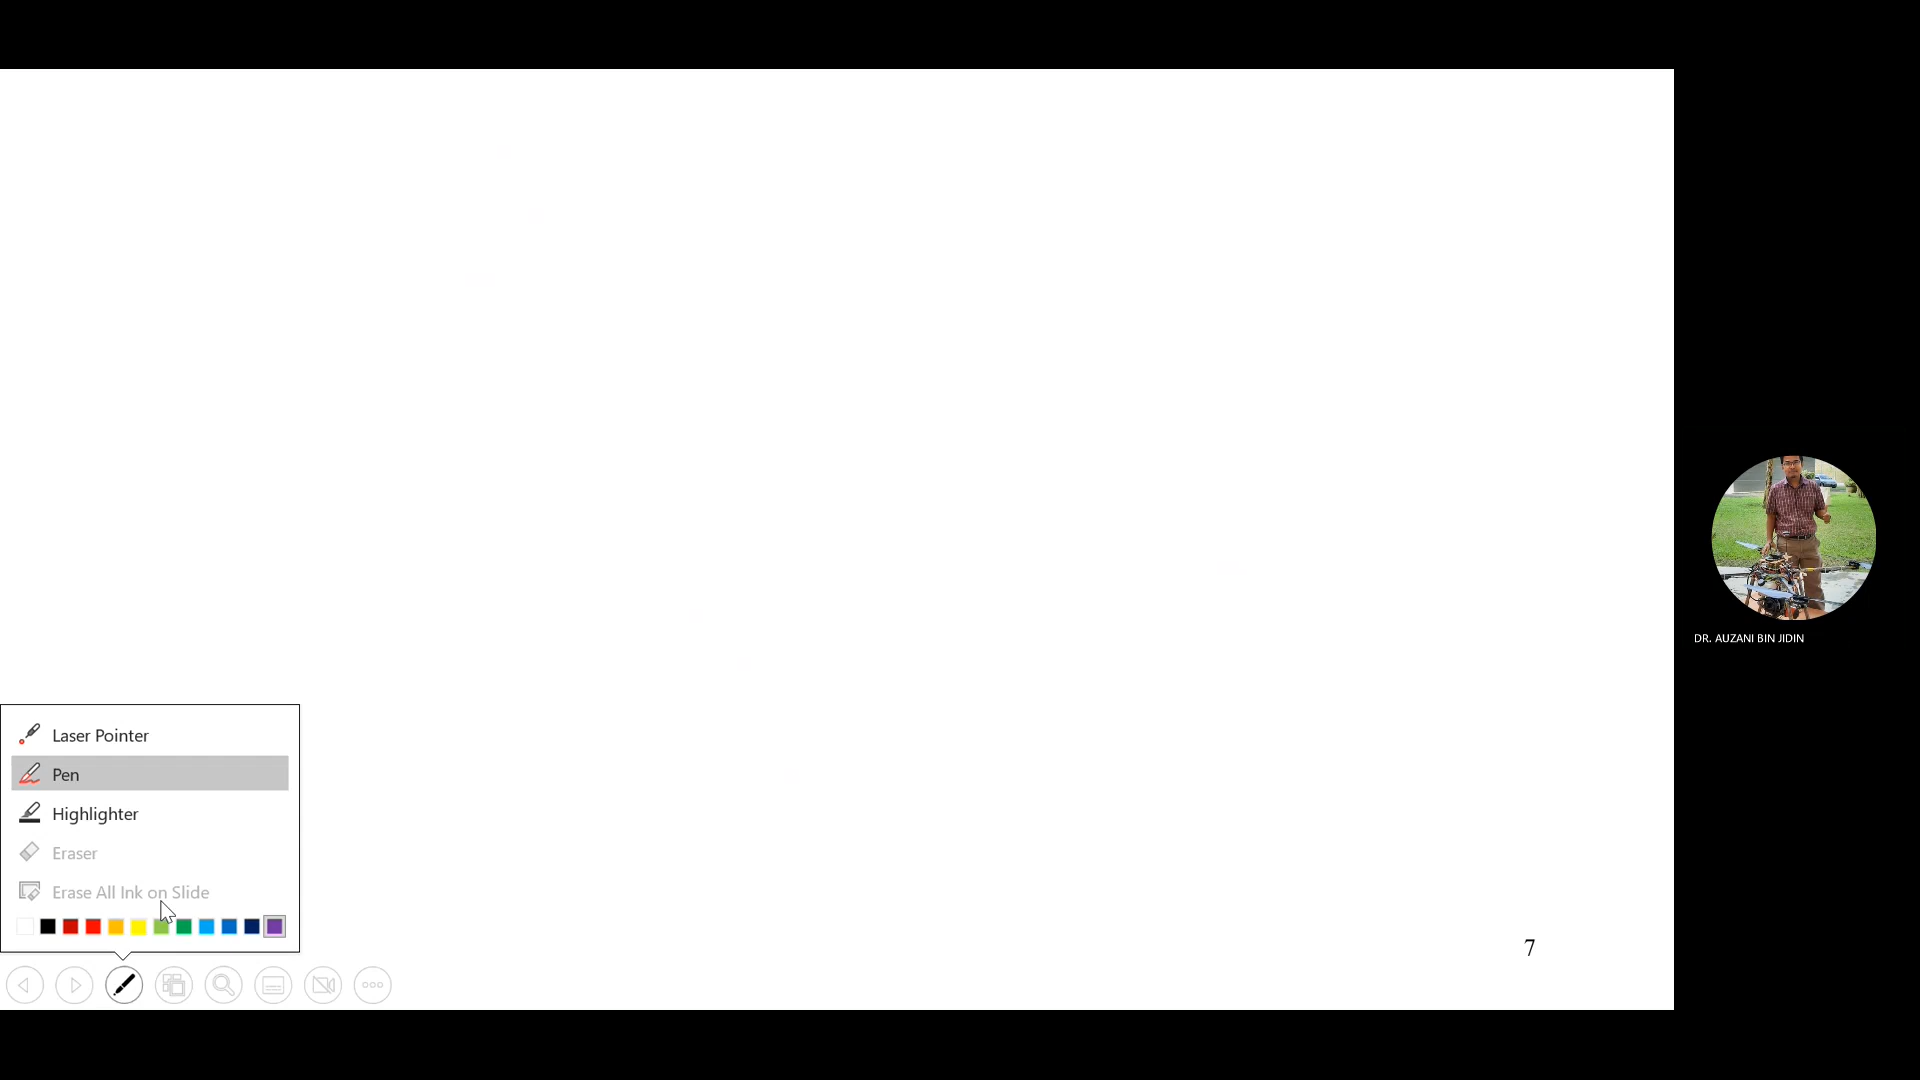 Laser Pointer
Pen
Highlighter
Eraser
Erase All Ink on Slide
7
DR. AUZANI BIN JIDIN